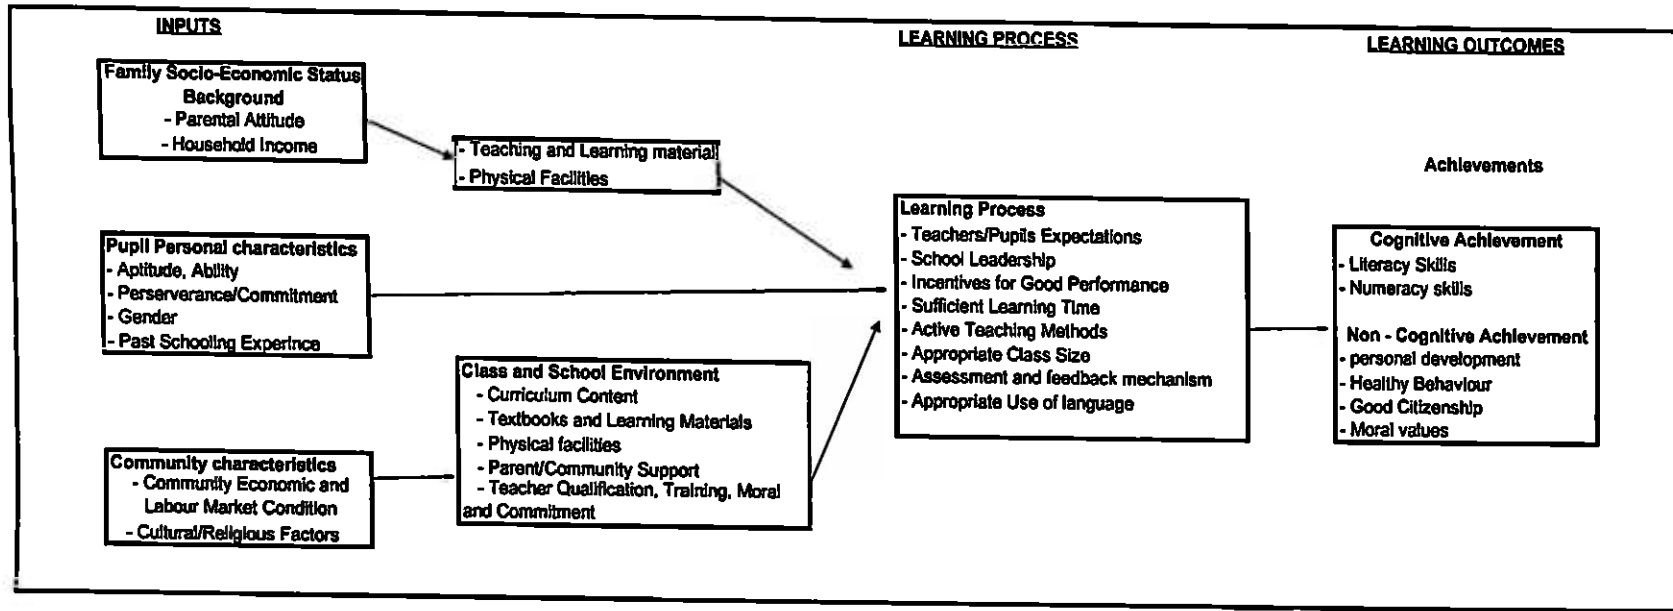 INPUTS
Family Socio-Economic Status
Background
- Parental Attitude
- Household Income
- Teaching and Learning material
- Physical Facilities
Pupil Personal characteristics
- Aptitude, Ability
- Perserverance/Commitment
- Gender
- Past Schooling Experince
Class and School Environment
- Curriculum Content
- Textbooks and Learning Materials
- Physical facilities
- Parent/Community Support
- Teacher Qualification, Training, Moral
and Commitment
Community characteristics
- Community Economic and
Labour Market Condition
- Cultural/Religious Factors
LEARNING PROCESS
Learning Process
- Teachers/Pupils Expectations
- School Leadership
- Incentives for Good Performance
- Sufficient Learning Time
- Active Teaching Methods
- Appropriate Class Size
- Assessment and feedback mechanism
- Appropriate Use of language
LEARNING OUTCOMES
Achievements
Cognitive Achievement
- Literacy Skills
- Numeracy skills
Non - Cognitive Achievement
- personal development
- Healthy Behaviour
- Good Citizenship
- Moral values